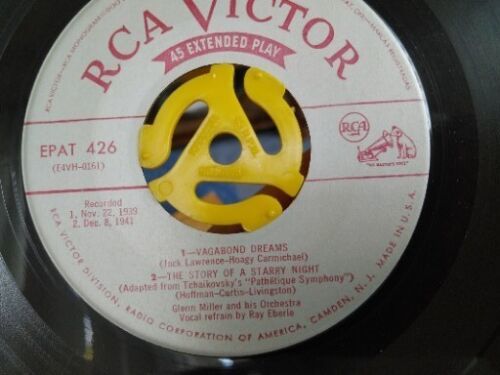 RCA VICTOR
45 EXTENDED PLAY
EPAT 426
(E4VH-0161)
RCA
"HIS MASTER'S VOICE"
Recorded
1. Nov. 22, 1939
2. Dec. 8, 1941
1—VAGABOND DREAMS
(Jack Lawrence-Hoagy Carmichael)
2—THE STORY OF A STARRY NIGHT
(Adapted from Tchaikovsky's "Pathétique Symphony")
(Hoffman-Curtis-Livingston)
Glenn Miller and his Orchestra
Vocal refrain by Ray Eberle
RCA VICTOR DIVISION, RADIO CORPORATION OF AMERICA, CAMDEN, N. J. MADE IN U.S.A.